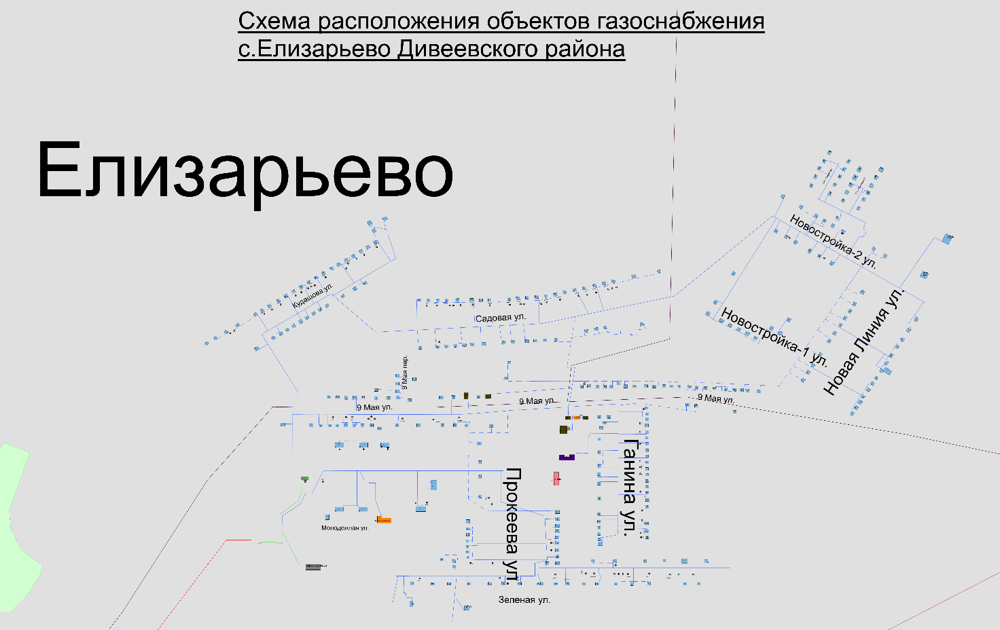 Схема расположения объектов газоснабжения
с.Елизарьево Дивеевского района
Елизарьево
Новостройка-2 ул.
Кудашова ул.
Садовая ул.
Новостройка-1 ул.
Новая Линия ул.
9 Мая пер.
9 Мая ул.
9 Мая ул.
9 Мая ул.
Ганина ул.
Прокеева ул.
Молодежная ул.
Зеленая ул.